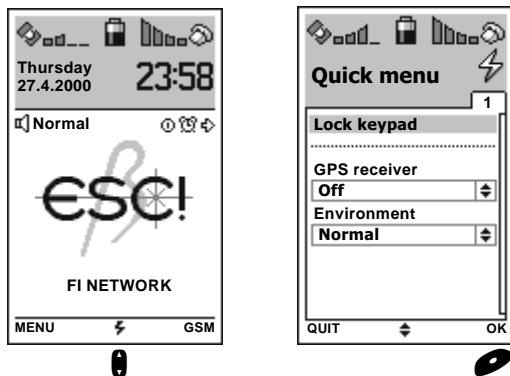 Thursday
27.4.2000
23:58
Normal
ESC!
FI NETWORK
MENU GSM
Quick menu
1
Lock keypad
GPS receiver
Off
Environment
Normal
QUIT OK